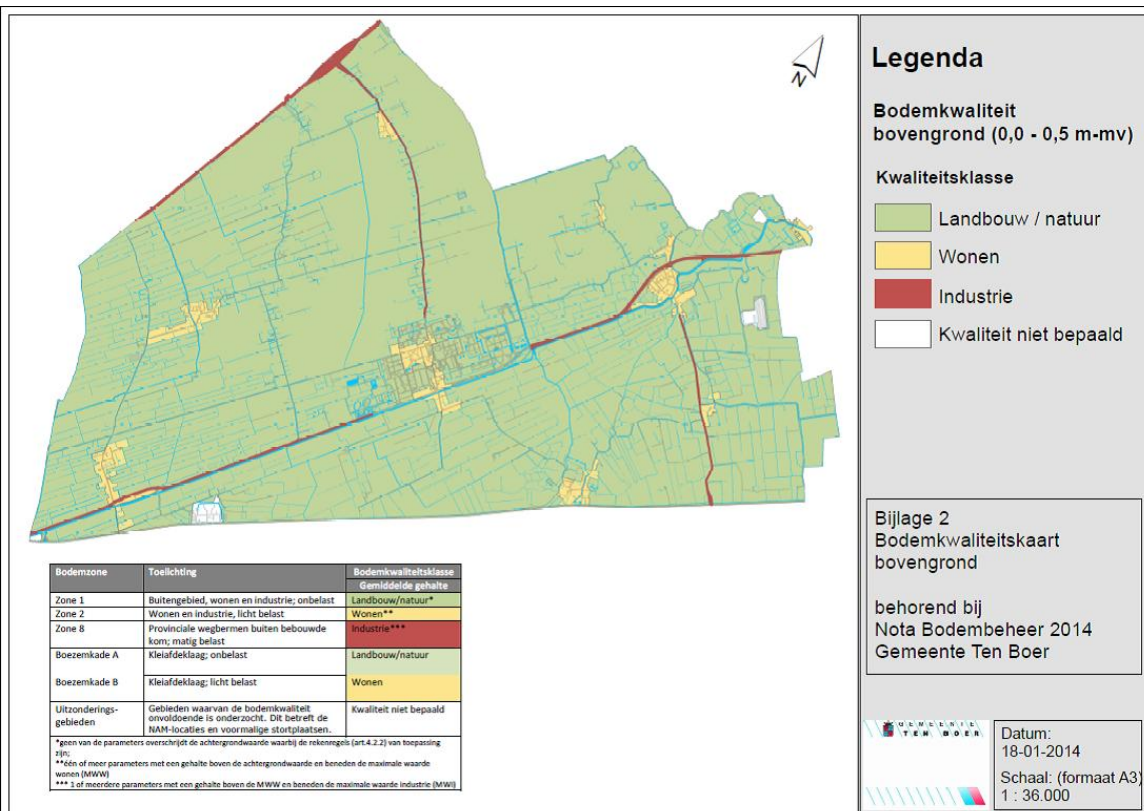 N
Legenda
Bodemkwaliteit
bovengrond (0,0 - 0,5 m-mv)
Kwaliteitsklasse
Landbouw / natuur
Wonen
Industrie
Kwaliteit niet bepaald
Bijlage 2
Bodemkwaliteitskaart
bovengrond
behorend bij
Nota Bodembeheer 2014
Gemeente Ten Boer
GEMEENTE
TEN BOER
Datum:
18-01-2014
Schaal: (formaat A3)
1 : 36.000
Bodemzone Toelichting Bodemkwaliteitsklasse
Gemiddelde gehalte
Zone 1 Buitengebied, wonen en industrie; onbelast Landbouw/natuur*
Zone 2 Wonen en industrie, licht belast Wonen**
Zone 8 Provinciale wegbermen buiten bebouwde Industrie***
kom; matig belast
Boezemkade A Kleiafdeklaag; onbelast Landbouw/natuur
Boezemkade B Kleiafdeklaag; licht belast Wonen
Uitzonderings- Gebieden waarvan de bodemkwaliteit Kwaliteit niet bepaald
gebieden onvoldoende is onderzocht. Dit betreft de
NAM-locaties en voormalige stortplaatsen.
*geen van de parameters overschrijdt de achtergrondwaarde waarbij de rekenregels (art.4.2.2) van toepassing
zijn;
**één of meer parameters met een gehalte boven de achtergrondwaarde en beneden de maximale waarde
wonen (MWW)
*** 1 of meerdere parameters met een gehalte boven de MWW en beneden de maximale waarde industrie (MWI)